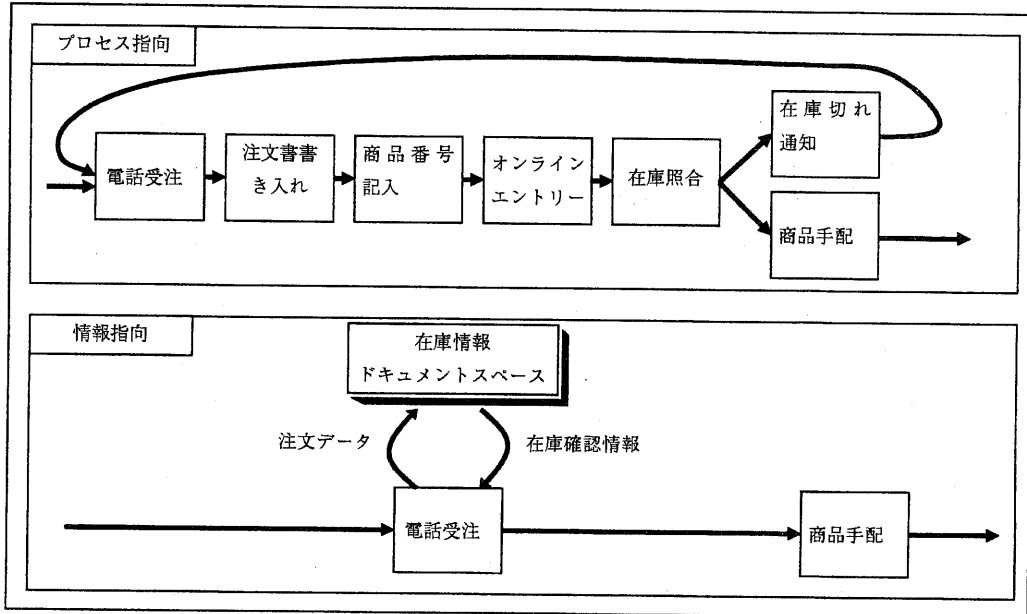 プロセス指向
電話受注
注文書書
き入れ
商品番号
記入
オンライン
エントリー
在庫照合
在庫切れ
通知
商品手配
情報指向
在庫情報
ドキュメントスペース
注文データ
在庫確認情報
電話受注
商品手配